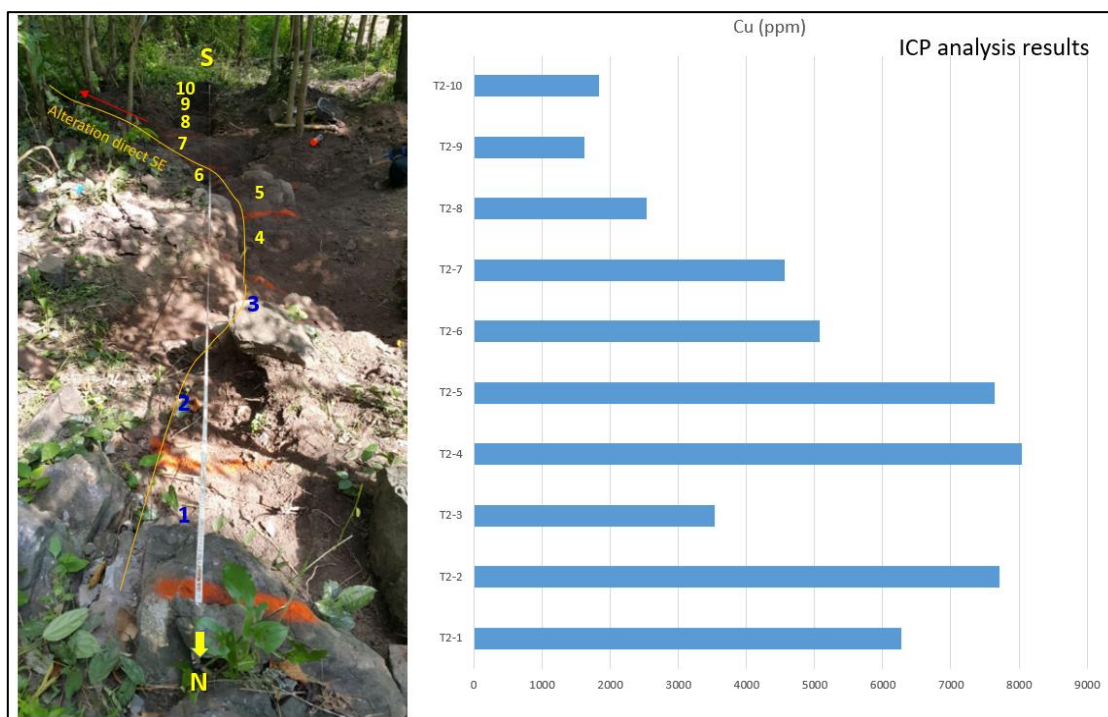 S
10
9
8
7
6
5
4
3
2
1
N
Alteration direct SE
Cu (ppm)
ICP analysis results
T2-10
T2-9
T2-8
T2-7
T2-6
T2-5
T2-4
T2-3
T2-2
T2-1
0 1000 2000 3000 4000 5000 6000 7000 8000 9000